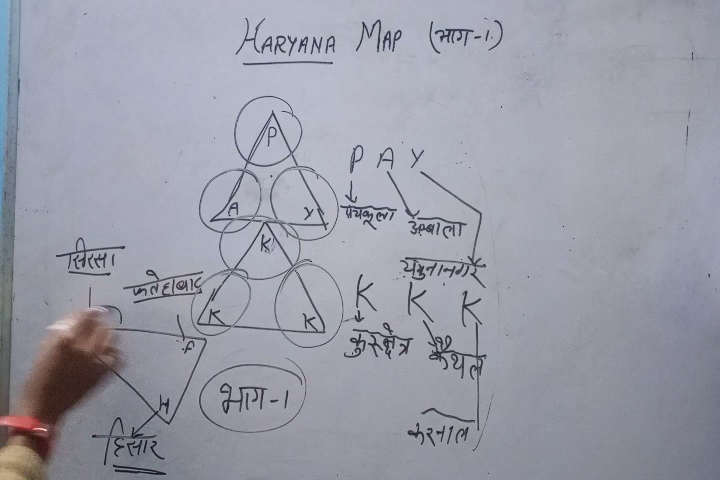 HARYANA MAP (भाग-1)
P
A Y
K
K K
P A Y
पंचकूला
अम्बाला
यमुनानगर
K K K
कुरुक्षेत्र
कैथल
करनाल
सिरसा
फतेहाबाद
F
H
हिसार
भाग-1